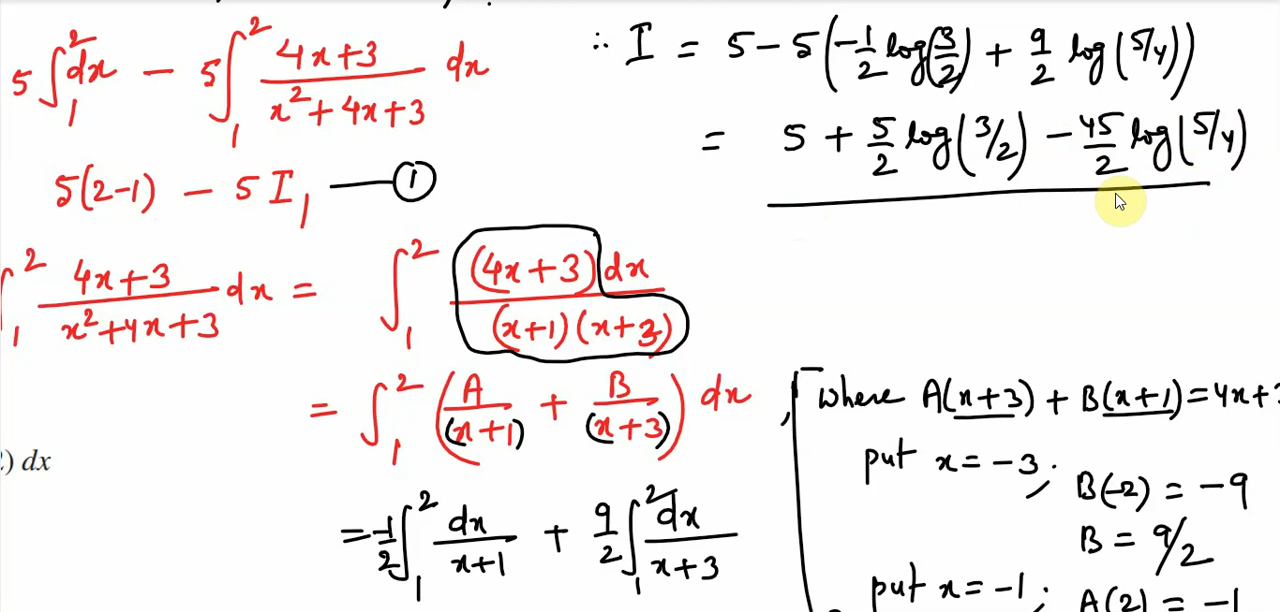 5∫₁² dx − 5∫₁² (4x+3)/(x²+4x+3) dx
5(2-1) − 5I₁ —①
∫₁² (4x+3)/(x²+4x+3) dx = ∫₁² (4x+3)dx/((x+1)(x+3))
= ∫₁² (A/(x+1) + B/(x+3)) dx,
= -1/2 ∫₁² dx/(x+1) + 9/2 ∫₁² dx/(x+3)
∴ I = 5 − 5(-1/2 log(3/2) + 9/2 log(5/4))
= 5 + 5/2 log(3/2) − 45/2 log(5/4)
where A(x+3) + B(x+1) = 4x+3
put x = −3;
B(-2) = −9
B = 9/2
put x = −1;
A(2) = −1
) dx